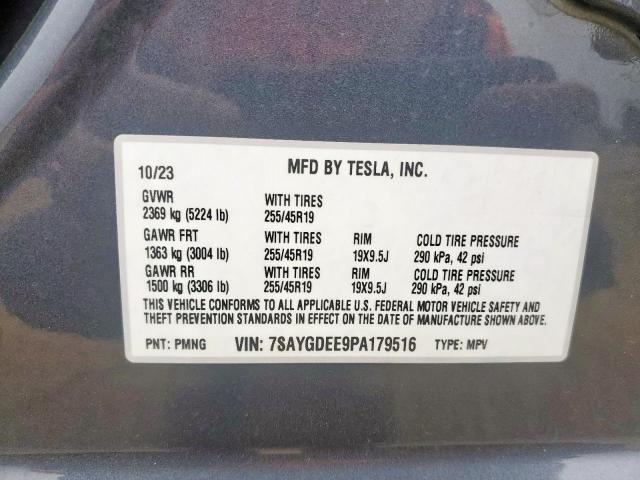 10/23 MFD BY TESLA, INC.
GVWR WITH TIRES
2369 kg (5224 lb) 255/45R19
GAWR FRT WITH TIRES RIM COLD TIRE PRESSURE
1363 kg (3004 lb) 255/45R19 19X9.5J 290 kPa, 42 psi
GAWR RR WITH TIRES RIM COLD TIRE PRESSURE
1500 kg (3306 lb) 255/45R19 19X9.5J 290 kPa, 42 psi
THIS VEHICLE CONFORMS TO ALL APPLICABLE U.S. FEDERAL MOTOR VEHICLE SAFETY AND
THEFT PREVENTION STANDARDS IN EFFECT ON THE DATE OF MANUFACTURE SHOWN ABOVE.
PNT: PMNG VIN: 7SAYGDEE9PA179516 TYPE: MPV